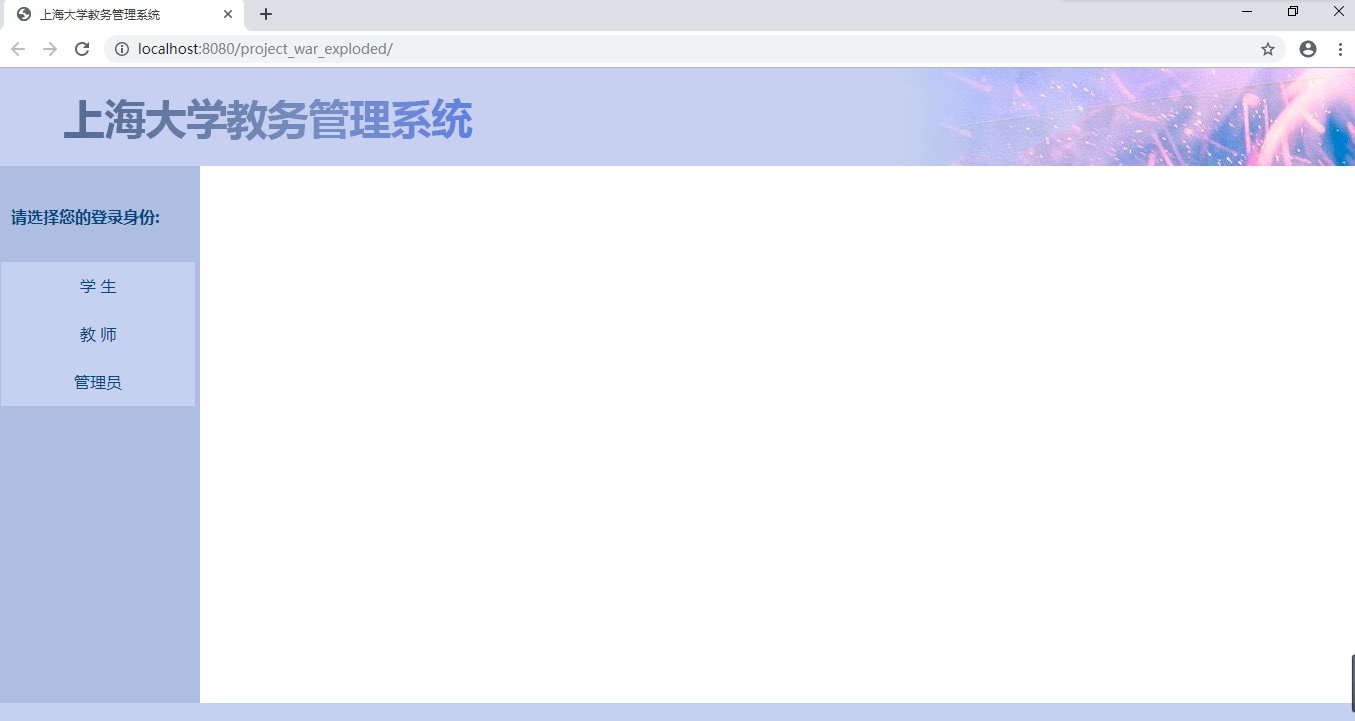 上海大学教务管理系统
localhost:8080/project_war_exploded/
上海大学教务管理系统
请选择您的登录身份:
学 生
教 师
管理员